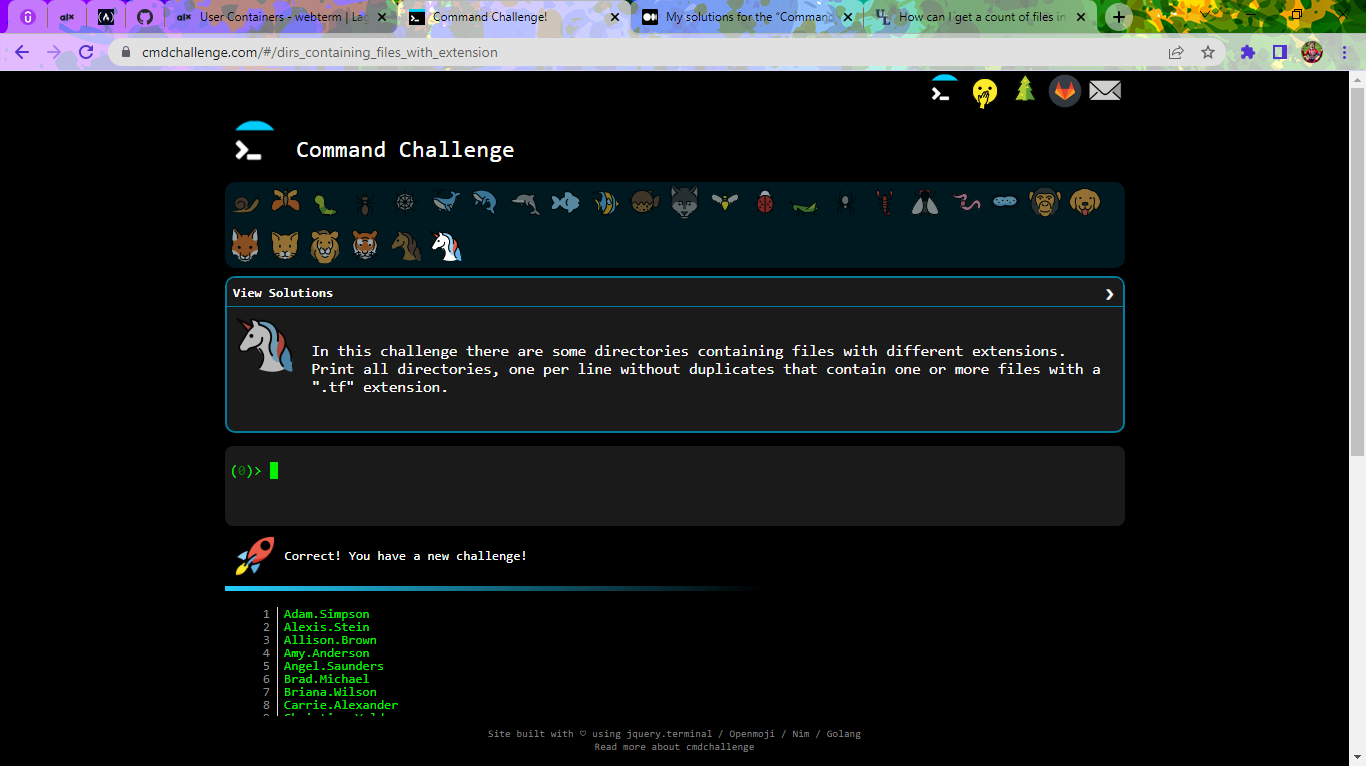 User Containers - webterm | La
Command Challenge!
My solutions for the "Comman
How can I get a count of files in
cmdchallenge.com/#/dirs_containing_files_with_extension
Command Challenge
View Solutions
In this challenge there are some directories containing files with different extensions.
Print all directories, one per line without duplicates that contain one or more files with a
".tf" extension.
(0)>
Correct! You have a new challenge!
1 Adam.Simpson
2 Alexis.Stein
3 Allison.Brown
4 Amy.Anderson
5 Angel.Saunders
6 Brad.Michael
7 Briana.Wilson
8 Carrie.Alexander
Site built with ♡ using jquery.terminal / Openmoji / Nim / Golang
Read more about cmdchallenge